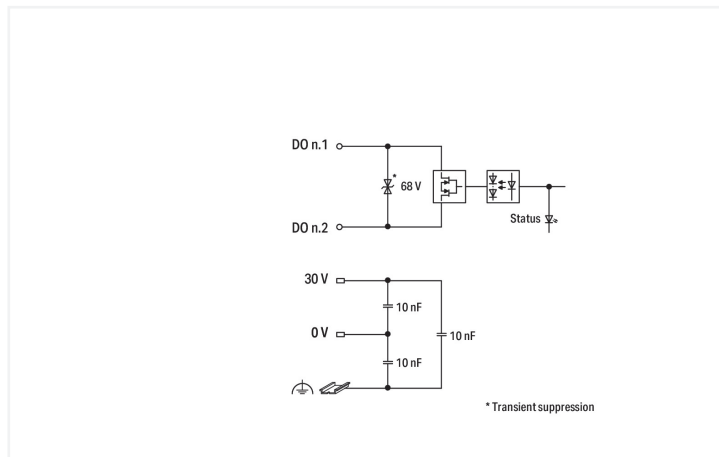 DO n.1
*
68 V
Status
DO n.2
30 V
10 nF
0 V
10 nF
10 nF
* Transient suppression